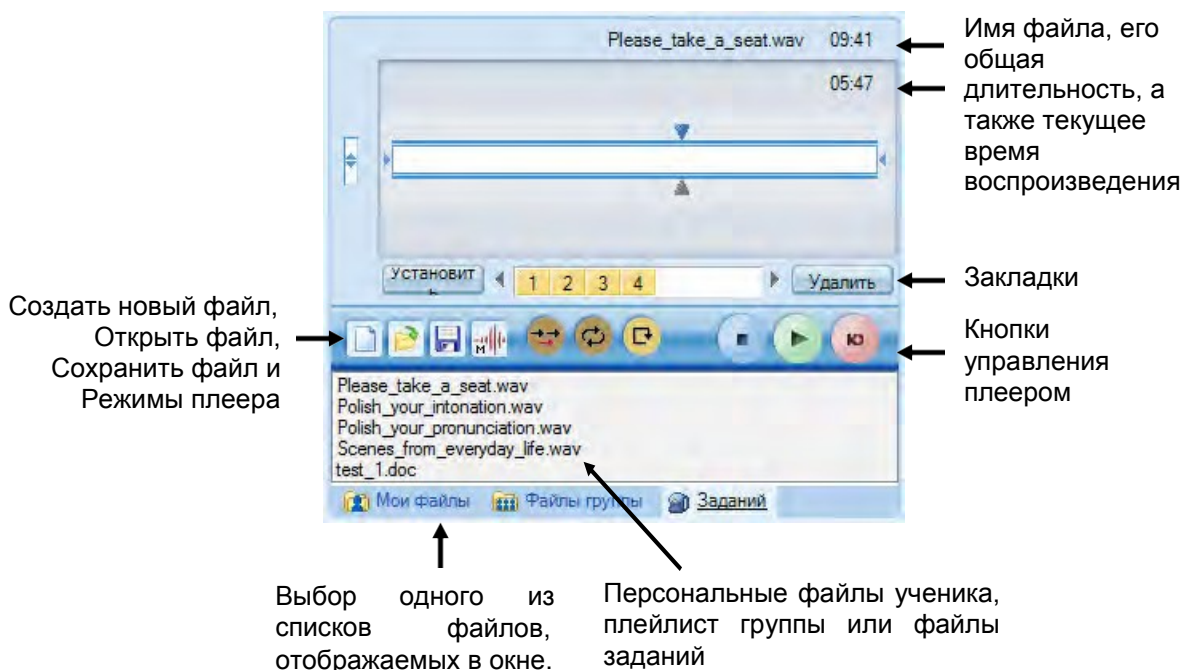 Please_take_a_seat.wav 09:41
05:47
Имя файла, его
общая
длительность, а
также текущее
время
воспроизведения
Установит
ь
1 2 3 4
Удалить
Закладки
Создать новый файл,
Открыть файл,
Сохранить файл и
Режимы плеера
M
Кнопки
управления
плеером
Please_take_a_seat.wav
Polish_your_intonation.wav
Polish_your_pronunciation.wav
Scenes_from_everyday_life.wav
test_1.doc
Мои файлы Файлы группы Заданий
Выбор одного из
списков файлов,
отображаемых в окне.
Персональные файлы ученика,
плейлист группы или файлы
заданий